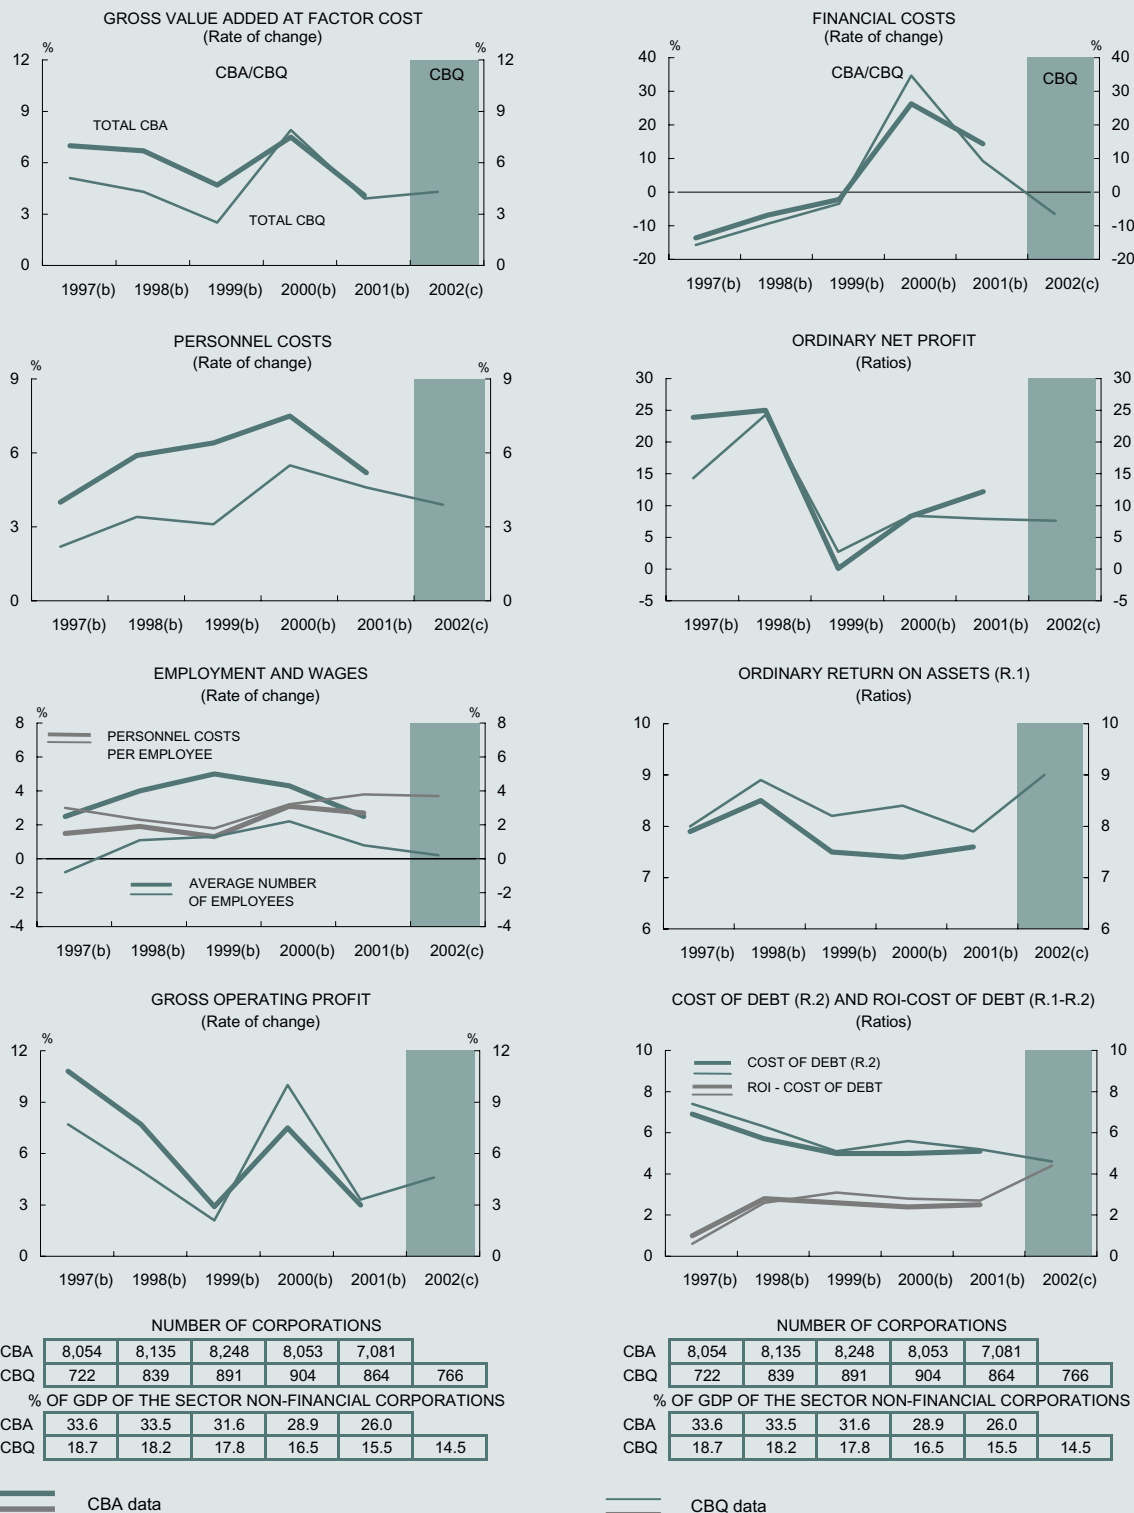 GROSS VALUE ADDED AT FACTOR COST
(Rate of change)
% %
CBA/CBQ
CBQ
TOTAL CBA
TOTAL CBQ
12 12
9 9
6 6
3 3
0 0
1997(b) 1998(b) 1999(b) 2000(b) 2001(b) 2002(c)
FINANCIAL COSTS
(Rate of change)
% %
CBA/CBQ
CBQ
40 40
30 30
20 20
10 10
0 0
-10 -10
-20 -20
1997(b) 1998(b) 1999(b) 2000(b) 2001(b) 2002(c)
PERSONNEL COSTS
(Rate of change)
% %
9 9
6 6
3 3
0 0
1997(b) 1998(b) 1999(b) 2000(b) 2001(b) 2002(c)
ORDINARY NET PROFIT
(Ratios)
30 30
25 25
20 20
15 15
10 10
5 5
0 0
-5 -5
1997(b) 1998(b) 1999(b) 2000(b) 2001(b) 2002(c)
EMPLOYMENT AND WAGES
(Rate of change)
% %
PERSONNEL COSTS
PER EMPLOYEE
AVERAGE NUMBER
OF EMPLOYEES
8 8
6 6
4 4
2 2
0 0
-2 -2
-4 -4
1997(b) 1998(b) 1999(b) 2000(b) 2001(b) 2002(c)
ORDINARY RETURN ON ASSETS (R.1)
(Ratios)
10 10
9 9
8 8
7 7
6 6
1997(b) 1998(b) 1999(b) 2000(b) 2001(b) 2002(c)
GROSS OPERATING PROFIT
(Rate of change)
% %
12 12
9 9
6 6
3 3
0 0
1997(b) 1998(b) 1999(b) 2000(b) 2001(b) 2002(c)
COST OF DEBT (R.2) AND ROI-COST OF DEBT (R.1-R.2)
(Ratios)
COST OF DEBT (R.2)
ROI - COST OF DEBT
10 10
8 8
6 6
4 4
2 2
0 0
1997(b) 1998(b) 1999(b) 2000(b) 2001(b) 2002(c)
NUMBER OF CORPORATIONS
CBA 8,054 8,135 8,248 8,053 7,081
CBQ 722 839 891 904 864 766
% OF GDP OF THE SECTOR NON-FINANCIAL CORPORATIONS
CBA 33.6 33.5 31.6 28.9 26.0
CBQ 18.7 18.2 17.8 16.5 15.5 14.5
NUMBER OF CORPORATIONS
CBA 8,054 8,135 8,248 8,053 7,081
CBQ 722 839 891 904 864 766
% OF GDP OF THE SECTOR NON-FINANCIAL CORPORATIONS
CBA 33.6 33.5 31.6 28.9 26.0
CBQ 18.7 18.2 17.8 16.5 15.5 14.5
CBA data
CBQ data